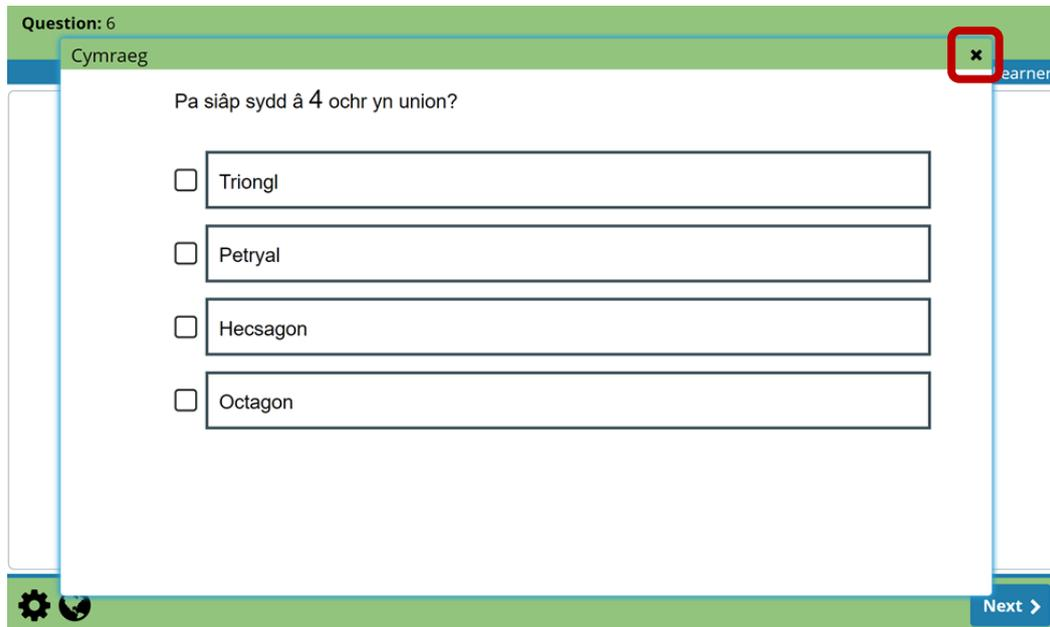 Question: 6
Cymraeg
earner
Pa siâp sydd â 4 ochr yn union?
Triongl
Petryal
Hecsagon
Octagon
Next